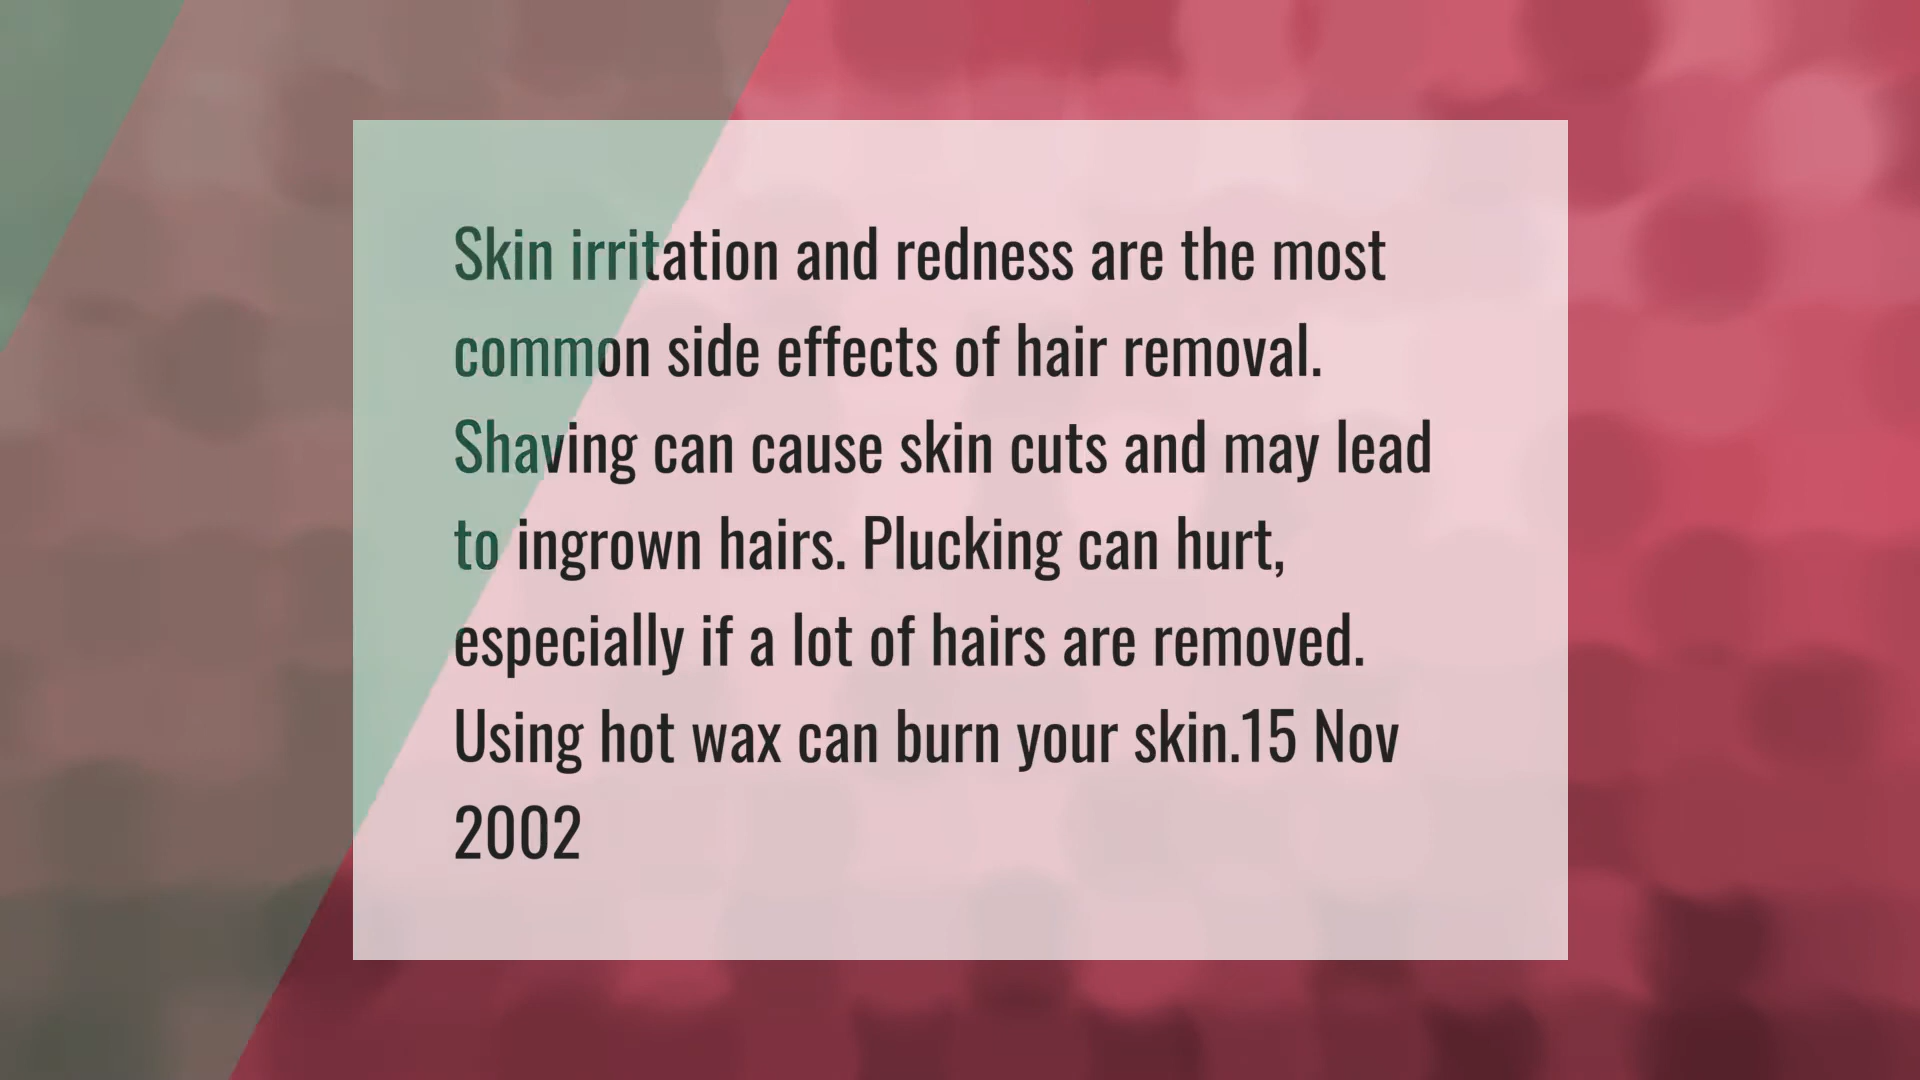 Skin irritation and redness are the most
common side effects of hair removal.
Shaving can cause skin cuts and may lead
to ingrown hairs. Plucking can hurt,
especially if a lot of hairs are removed.
Using hot wax can burn your skin.15 Nov
2002